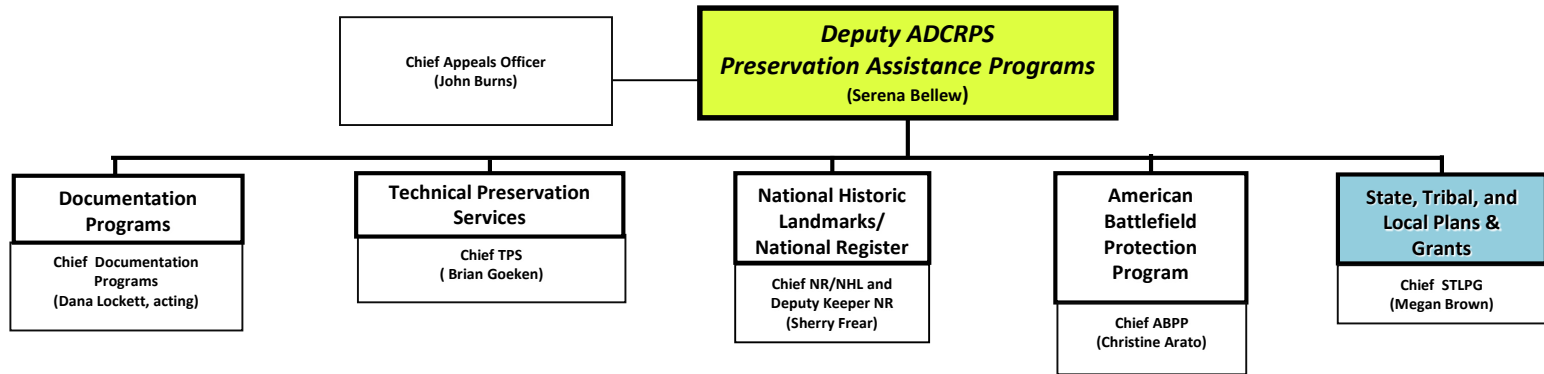 Chief Appeals Officer
(John Burns)
Deputy ADCRPS
Preservation Assistance Programs
(Serena Bellew)
Documentation
Programs
Chief Documentation
Programs
(Dana Lockett, acting)
Technical Preservation
Services
Chief TPS
( Brian Goeken)
National Historic
Landmarks/
National Register
Chief NR/NHL and
Deputy Keeper NR
(Sherry Frear)
American
Battlefield
Protection
Program
Chief ABPP
(Christine Arato)
State, Tribal, and
Local Plans &
Grants
Chief STLPG
(Megan Brown)